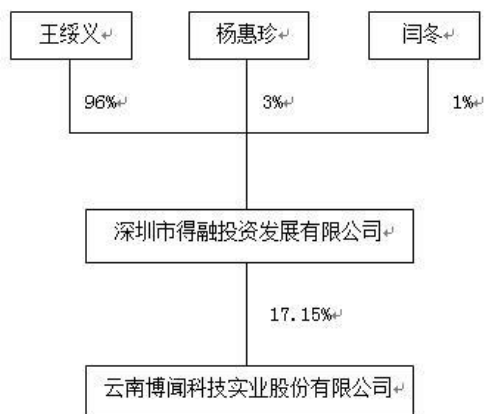 王绥义 杨惠珍 闫冬
96% 3% 1%
深圳市得融投资发展有限公司
17.15%
云南博闻科技实业股份有限公司